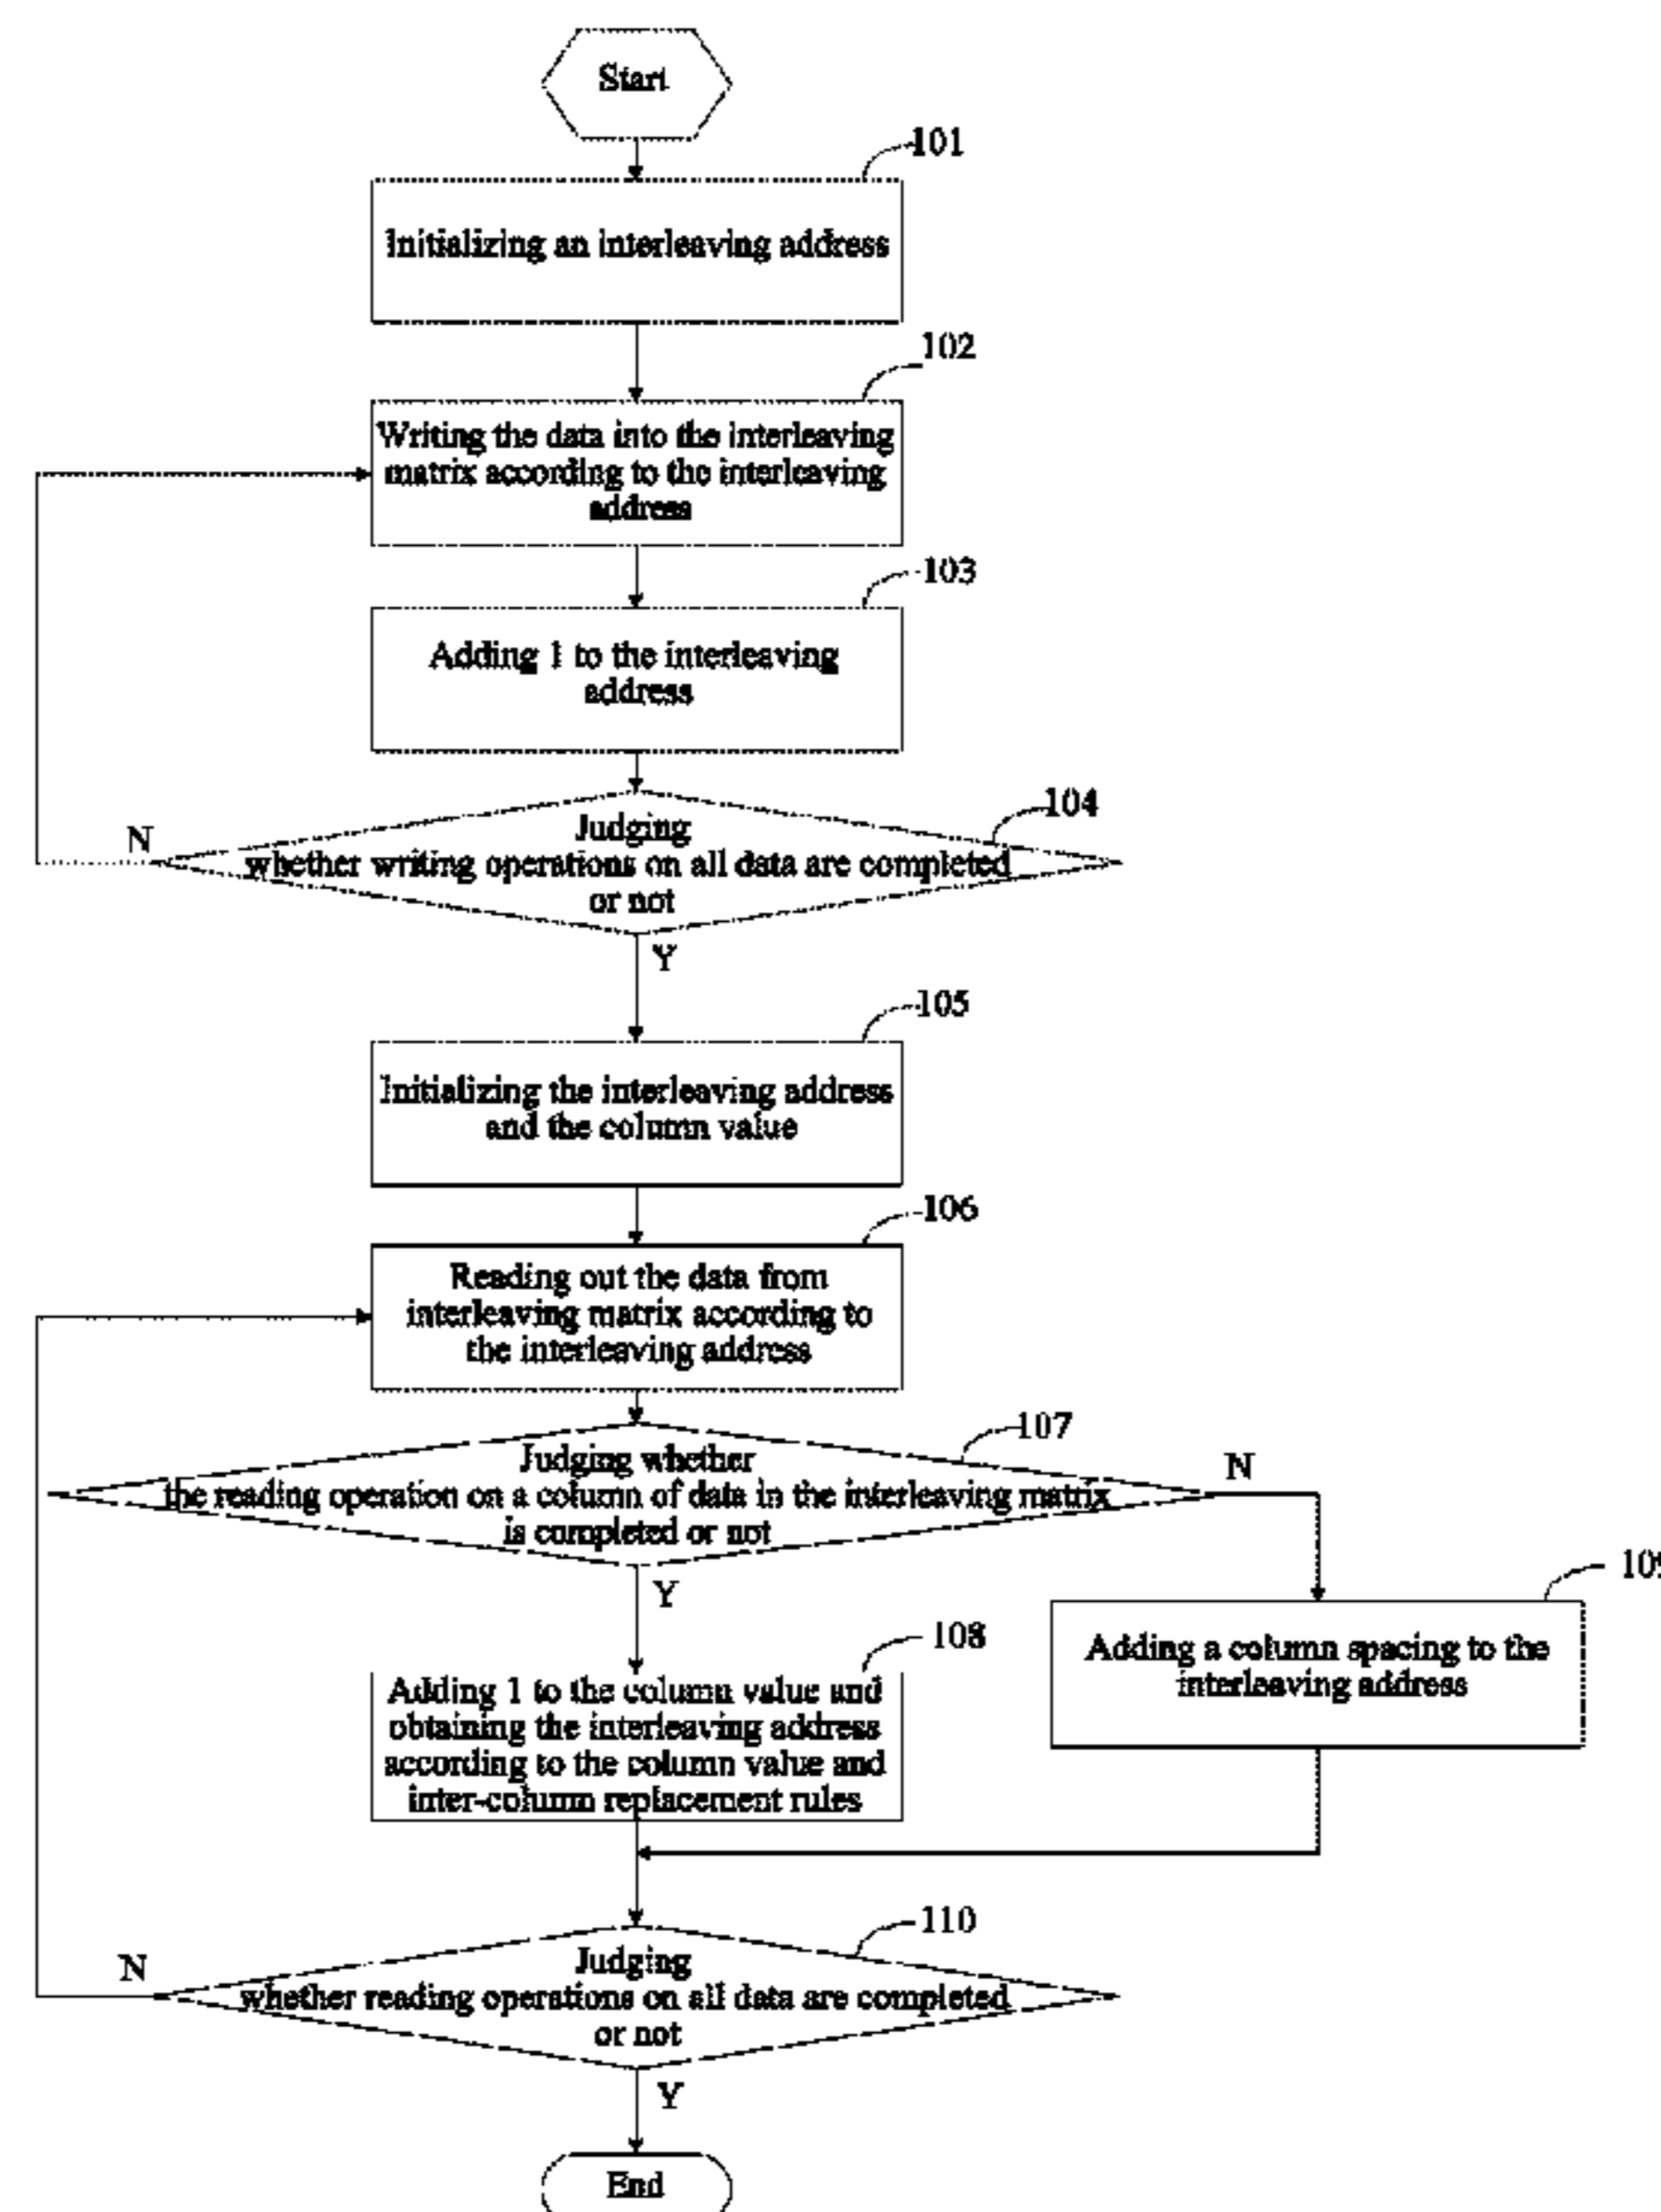 Start
101
Initializing an interleaving address
102
Writing the data into the interleaving
matrix according to the interleaving
address
103
Adding 1 to the interleaving
address
104
N
Judging
whether writing operations on all data are completed
or not
Y
105
Initializing the interleaving address
and the column value
106
Reading out the data from
interleaving matrix according to
the interleaving address
107
N
Judging whether
the reading operation on a column of data in the interleaving matrix
is completed or not
Y
109
Adding a column spacing to the
interleaving address
108
Adding 1 to the column value and
obtaining the interleaving address
according to the column value and
inter-column replacement rules
110
N
Judging
whether reading operations on all data are completed
or not
Y
End